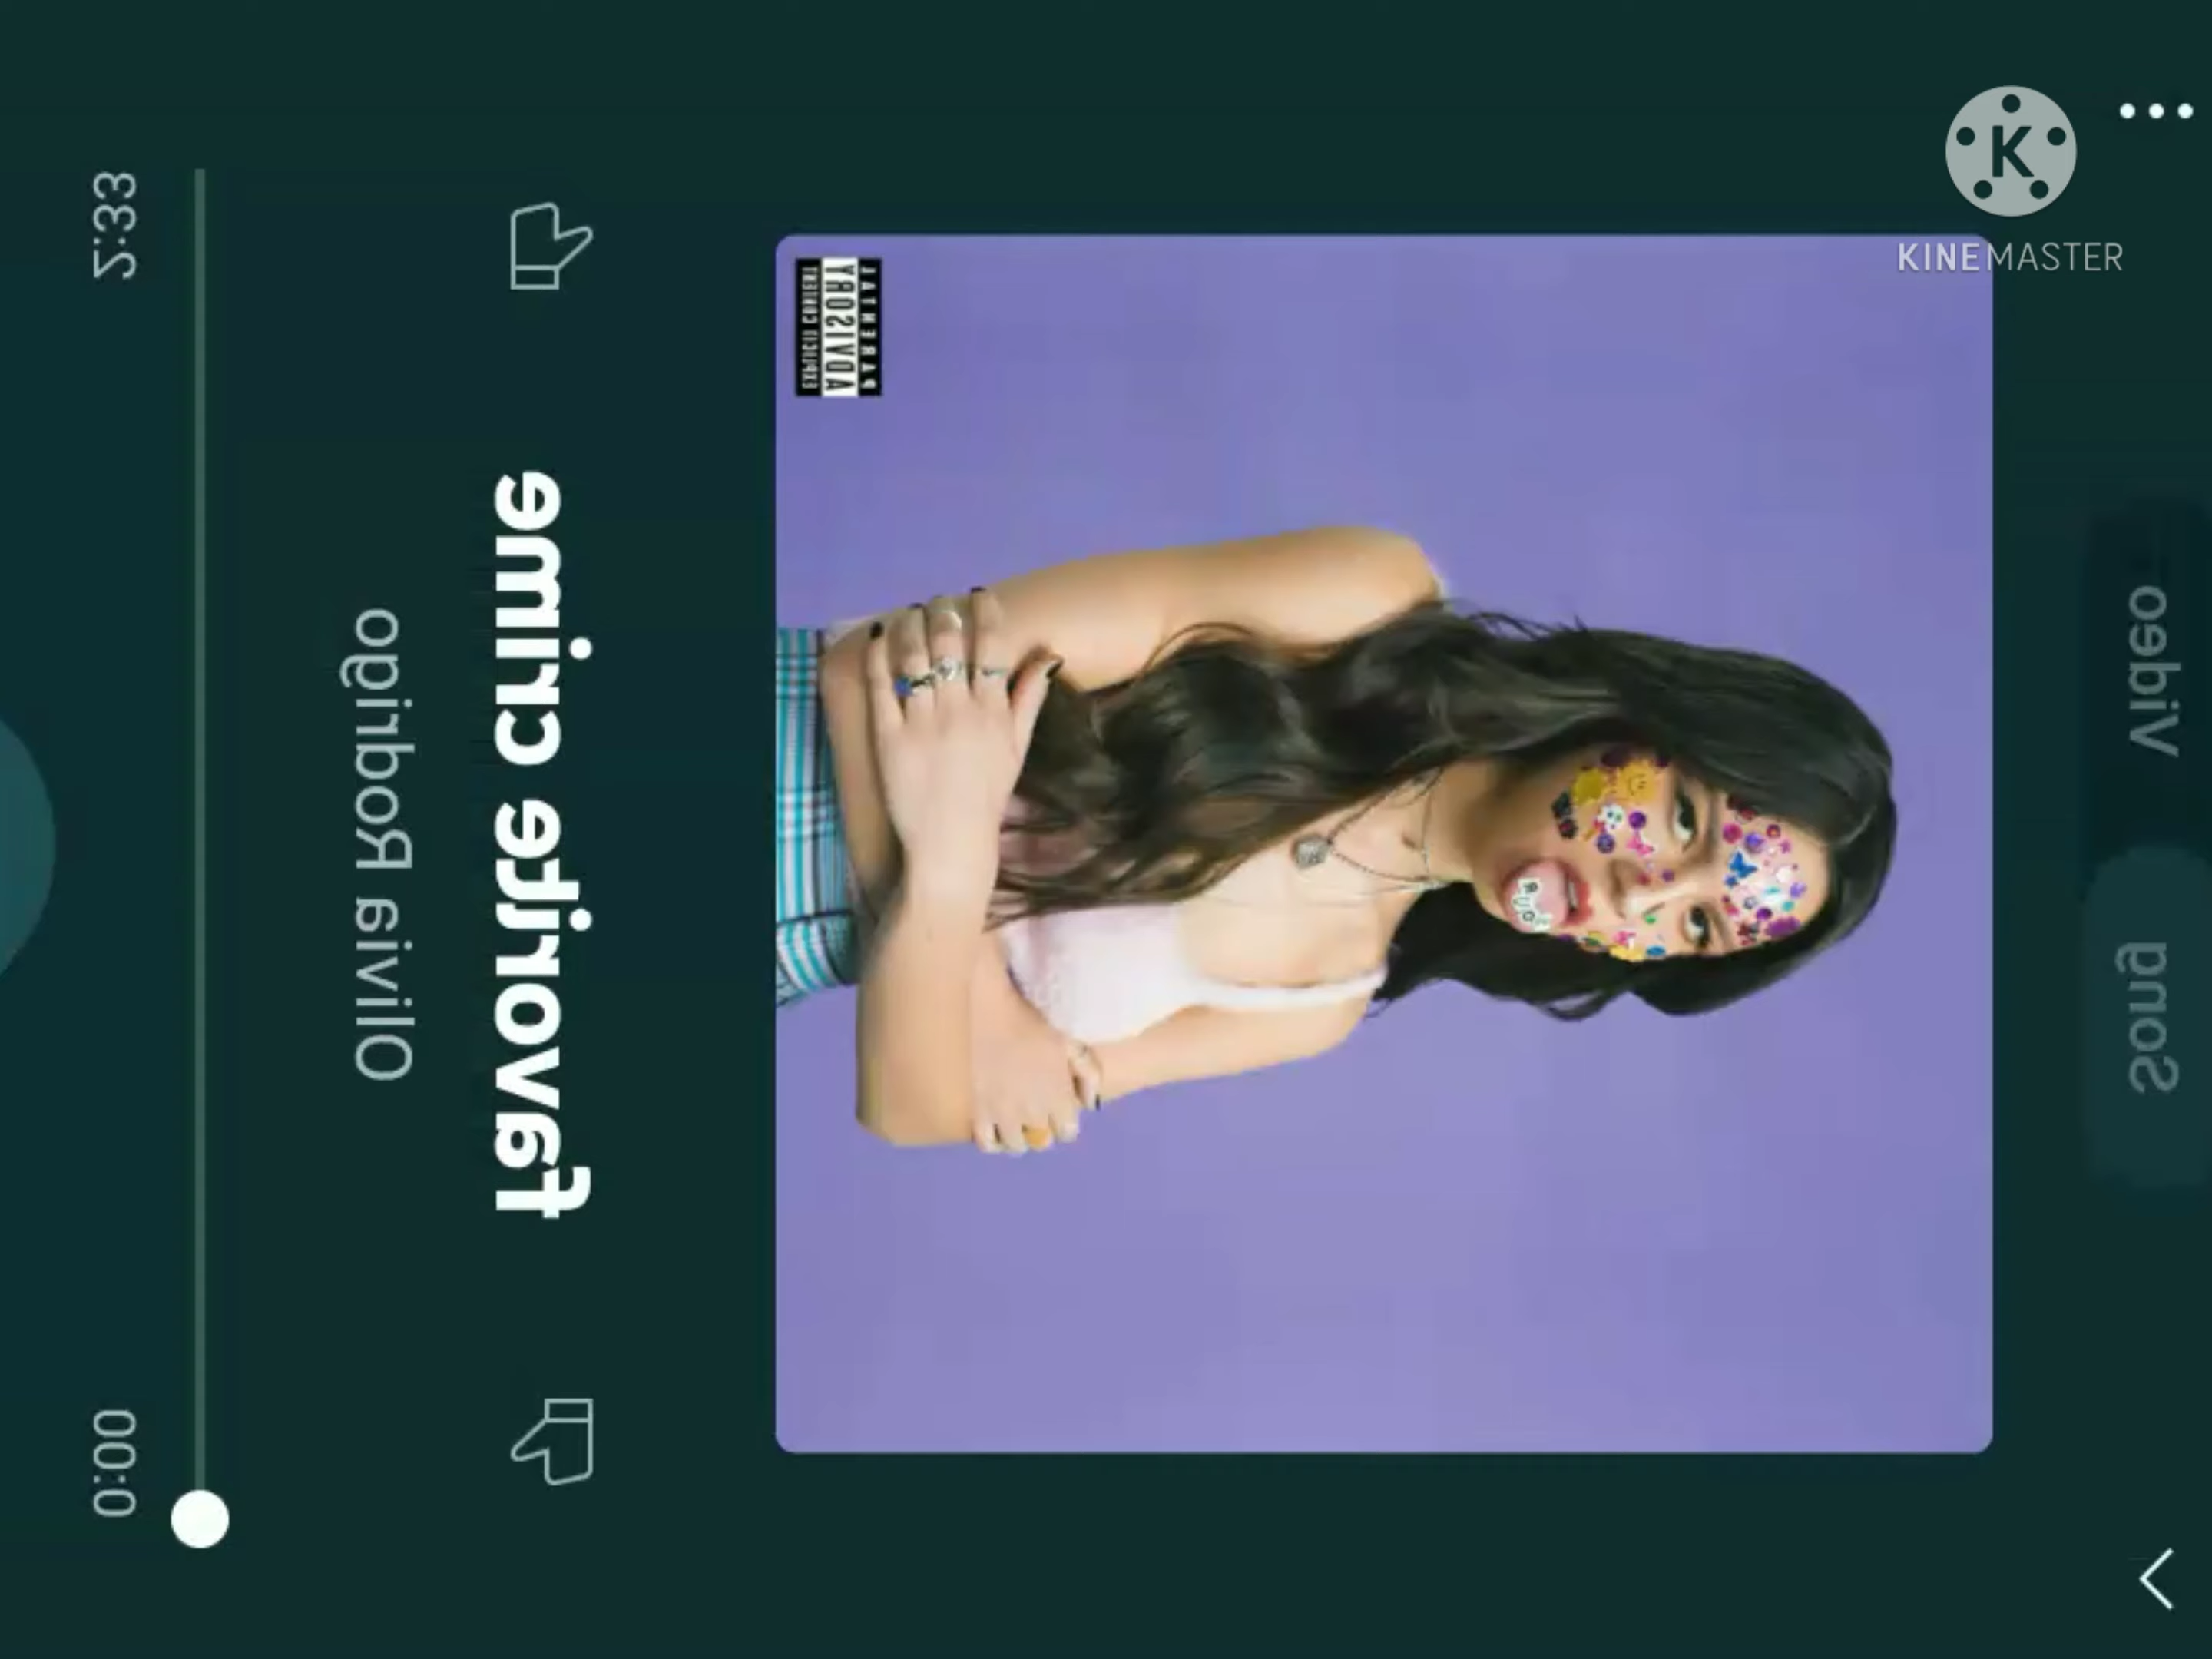 K
KINEMASTER
Song
Video
PARENTAL
ADVISORY
EXPLICIT CONTENT
favorite crime
Olivia Rodrigo
0:00
2:33